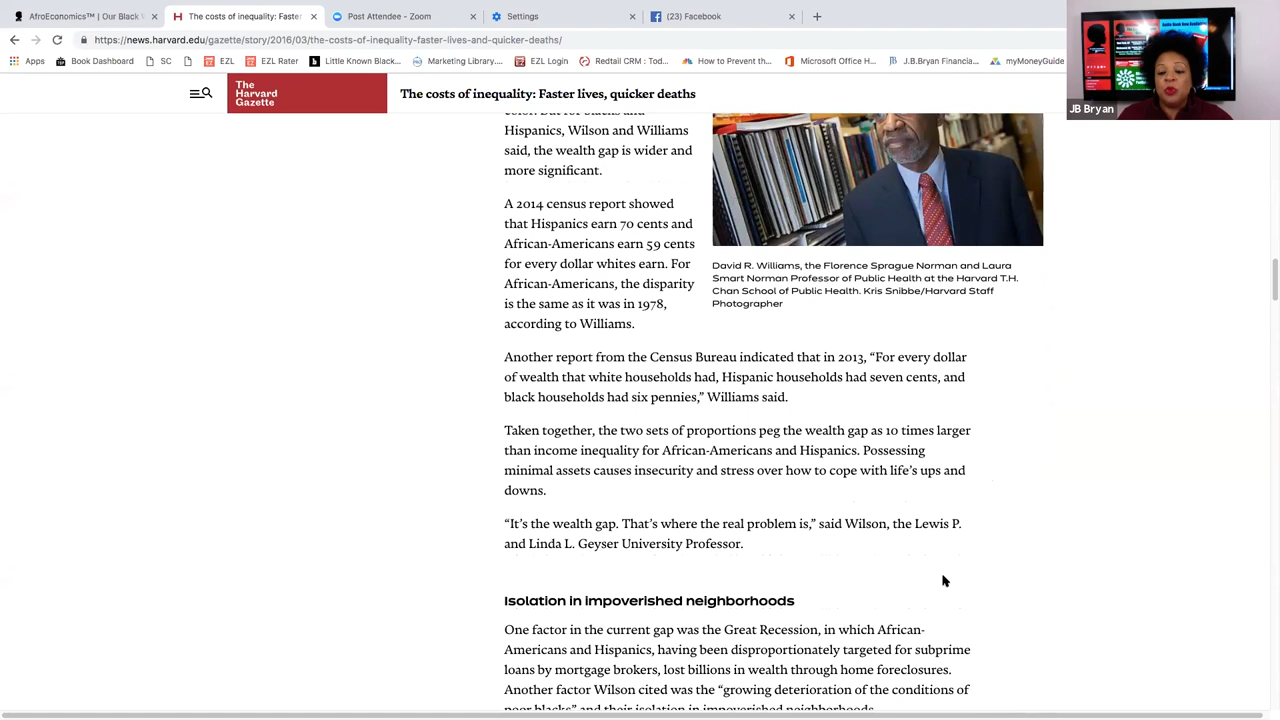 AfroEconomics™ | Our Black
The costs of inequality: Faster
Post Attendee - Zoom
Settings
(23) Facebook
https://news.harvard.edu/gazette/story/2016/03/the-costs-of-inequality-faster-lives-and-quicker-deaths/
Apps
Book Dashboard
SC
EZL
EZL Rater
Little Known Black...
Marketing Library,...
EZL Login
Redtail CRM : Tod...
How to Prevent th...
Microsoft Office H...
J.B.Bryan Financia...
myMoneyGuide
JB Bryan
The
Harvard
Gazette
The costs of inequality: Faster lives, quicker deaths
Hispanics, Wilson and Williams
said, the wealth gap is wider and
more significant.
A 2014 census report showed
that Hispanics earn 70 cents and
African-Americans earn 59 cents
for every dollar whites earn. For
African-Americans, the disparity
is the same as it was in 1978,
according to Williams.
David R. Williams, the Florence Sprague Norman and Laura
Smart Norman Professor of Public Health at the Harvard T.H.
Chan School of Public Health. Kris Snibbe/Harvard Staff
Photographer
Another report from the Census Bureau indicated that in 2013, “For every dollar
of wealth that white households had, Hispanic households had seven cents, and
black households had six pennies,” Williams said.
Taken together, the two sets of proportions peg the wealth gap as 10 times larger
than income inequality for African-Americans and Hispanics. Possessing
minimal assets causes insecurity and stress over how to cope with life’s ups and
downs.
“It’s the wealth gap. That’s where the real problem is,” said Wilson, the Lewis P.
and Linda L. Geyser University Professor.
Isolation in impoverished neighborhoods
One factor in the current gap was the Great Recession, in which African-
Americans and Hispanics, having been disproportionately targeted for subprime
loans by mortgage brokers, lost billions in wealth through home foreclosures.
Another factor Wilson cited was the “growing deterioration of the conditions of
poor blacks” and their isolation in impoverished neighborhoods.